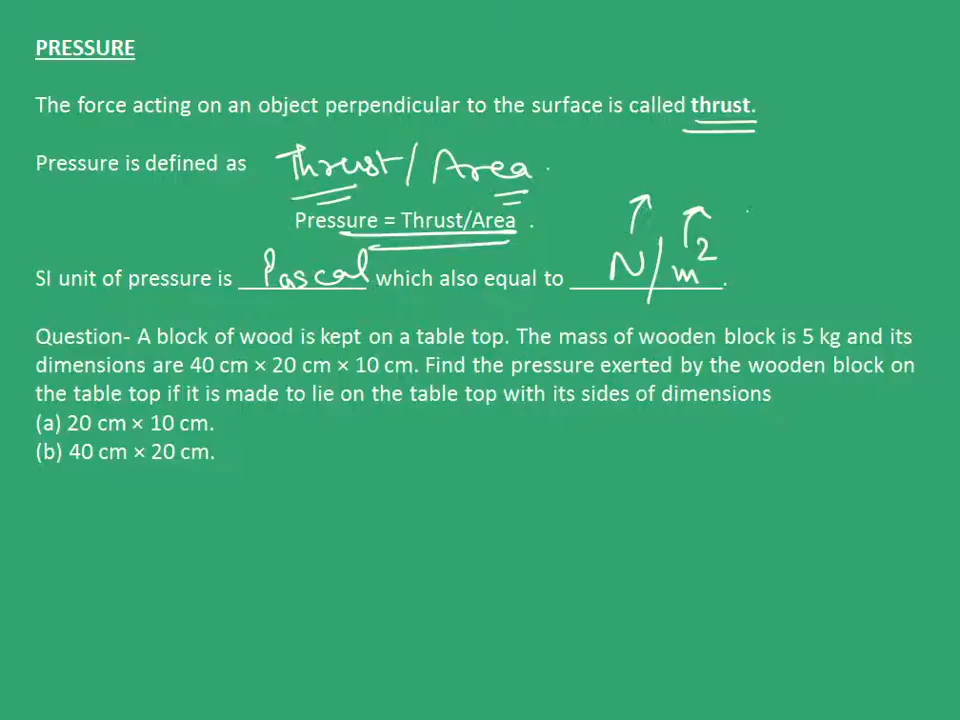 PRESSURE
The force acting on an object perpendicular to the surface is called thrust.
Pressure is defined as Thrust/Area.
Pressure = Thrust/Area .
SI unit of pressure is Pascal which also equal to N/m2.
Question- A block of wood is kept on a table top. The mass of wooden block is 5 kg and its
dimensions are 40 cm × 20 cm × 10 cm. Find the pressure exerted by the wooden block on
the table top if it is made to lie on the table top with its sides of dimensions
(a) 20 cm × 10 cm.
(b) 40 cm × 20 cm.